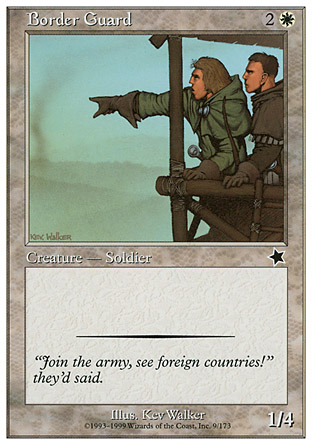 Border Guard 2
KEV WALKER
Creature — Soldier
“Join the army, see foreign countries!”
they'd said.
Illus. Kev Walker
©1993-1999 Wizards of the Coast, Inc. 9/173
1/4